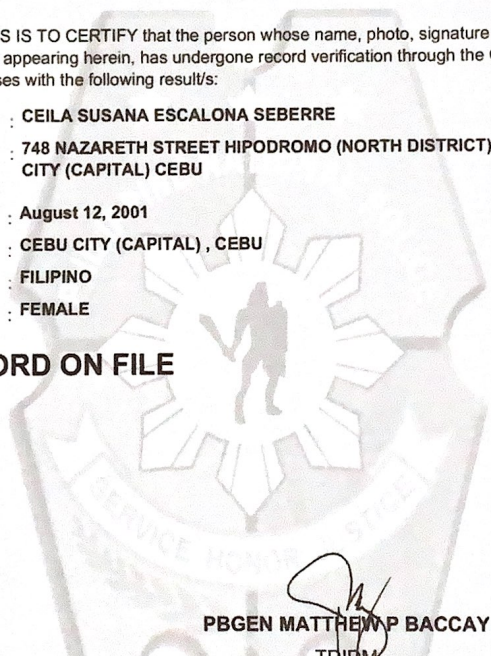 S IS TO CERTIFY that the person whose name, photo, signature
appearing herein, has undergone record verification through the
ses with the following result/s:
: CEILA SUSANA ESCALONA SEBERRE
: 748 NAZARETH STREET HIPODROMO (NORTH DISTRICT)
CITY (CAPITAL) CEBU
: August 12, 2001
: CEBU CITY (CAPITAL) , CEBU
: FILIPINO
: FEMALE
ORD ON FILE
SERVICE HONOR JUSTICE
PBGEN MATTHEW P BACCAY